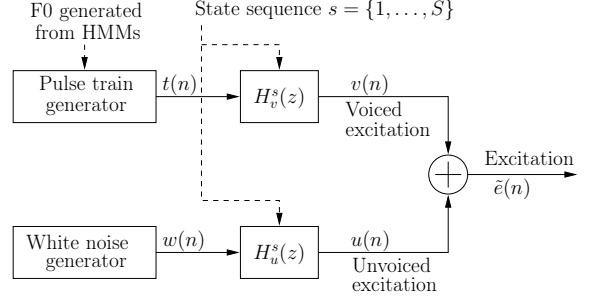 F0 generated
from HMMs
State sequence s = {1, . . . , S}
Pulse train
generator
t(n)
H_v^s(z)
v(n)
Voiced
excitation
Excitation
ẽ(n)
White noise
generator
w(n)
H_u^s(z)
u(n)
Unvoiced
excitation